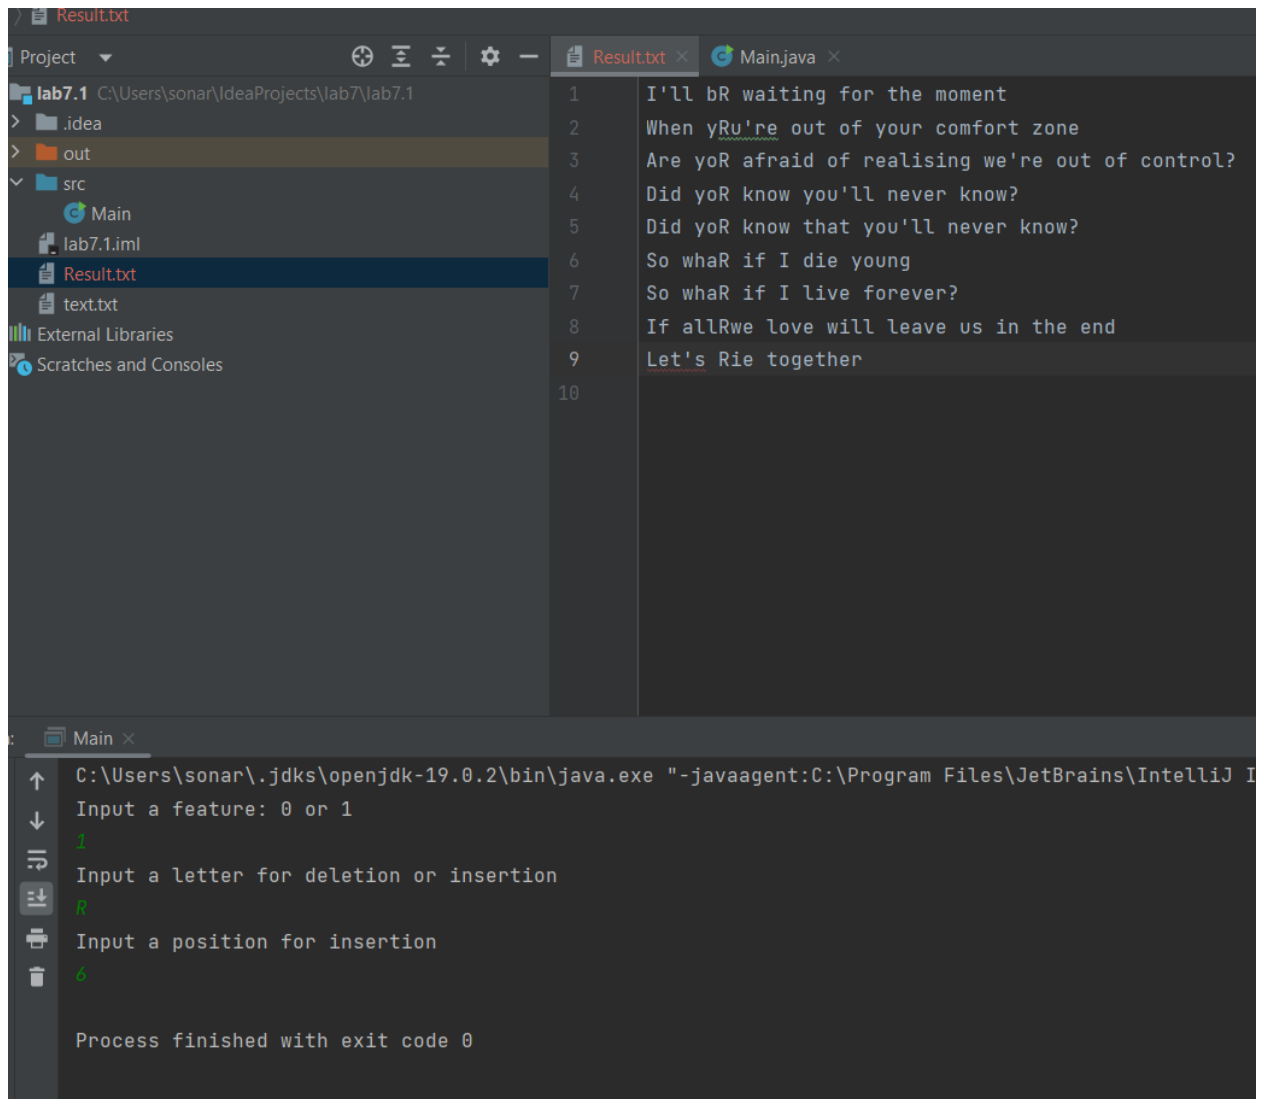 Result.txt
Project
Result.txt
Main.java
lab7.1 C:\Users\sonar\IdeaProjects\lab7\lab7.1
.idea
out
src
Main
lab7.1.iml
Result.txt
text.txt
External Libraries
Scratches and Consoles
1 I'll bR waiting for the moment
2 When yRu're out of your comfort zone
3 Are yoR afraid of realising we're out of control?
4 Did yoR know you'll never know?
5 Did yoR know that you'll never know?
6 So whaR if I die young
7 So whaR if I live forever?
8 If allRwe love will leave us in the end
9 Let's Rie together
10
Main
C:\Users\sonar\.jdks\openjdk-19.0.2\bin\java.exe "-javaagent:C:\Program Files\JetBrains\IntelliJ I
Input a feature: 0 or 1
1
Input a letter for deletion or insertion
R
Input a position for insertion
6
Process finished with exit code 0